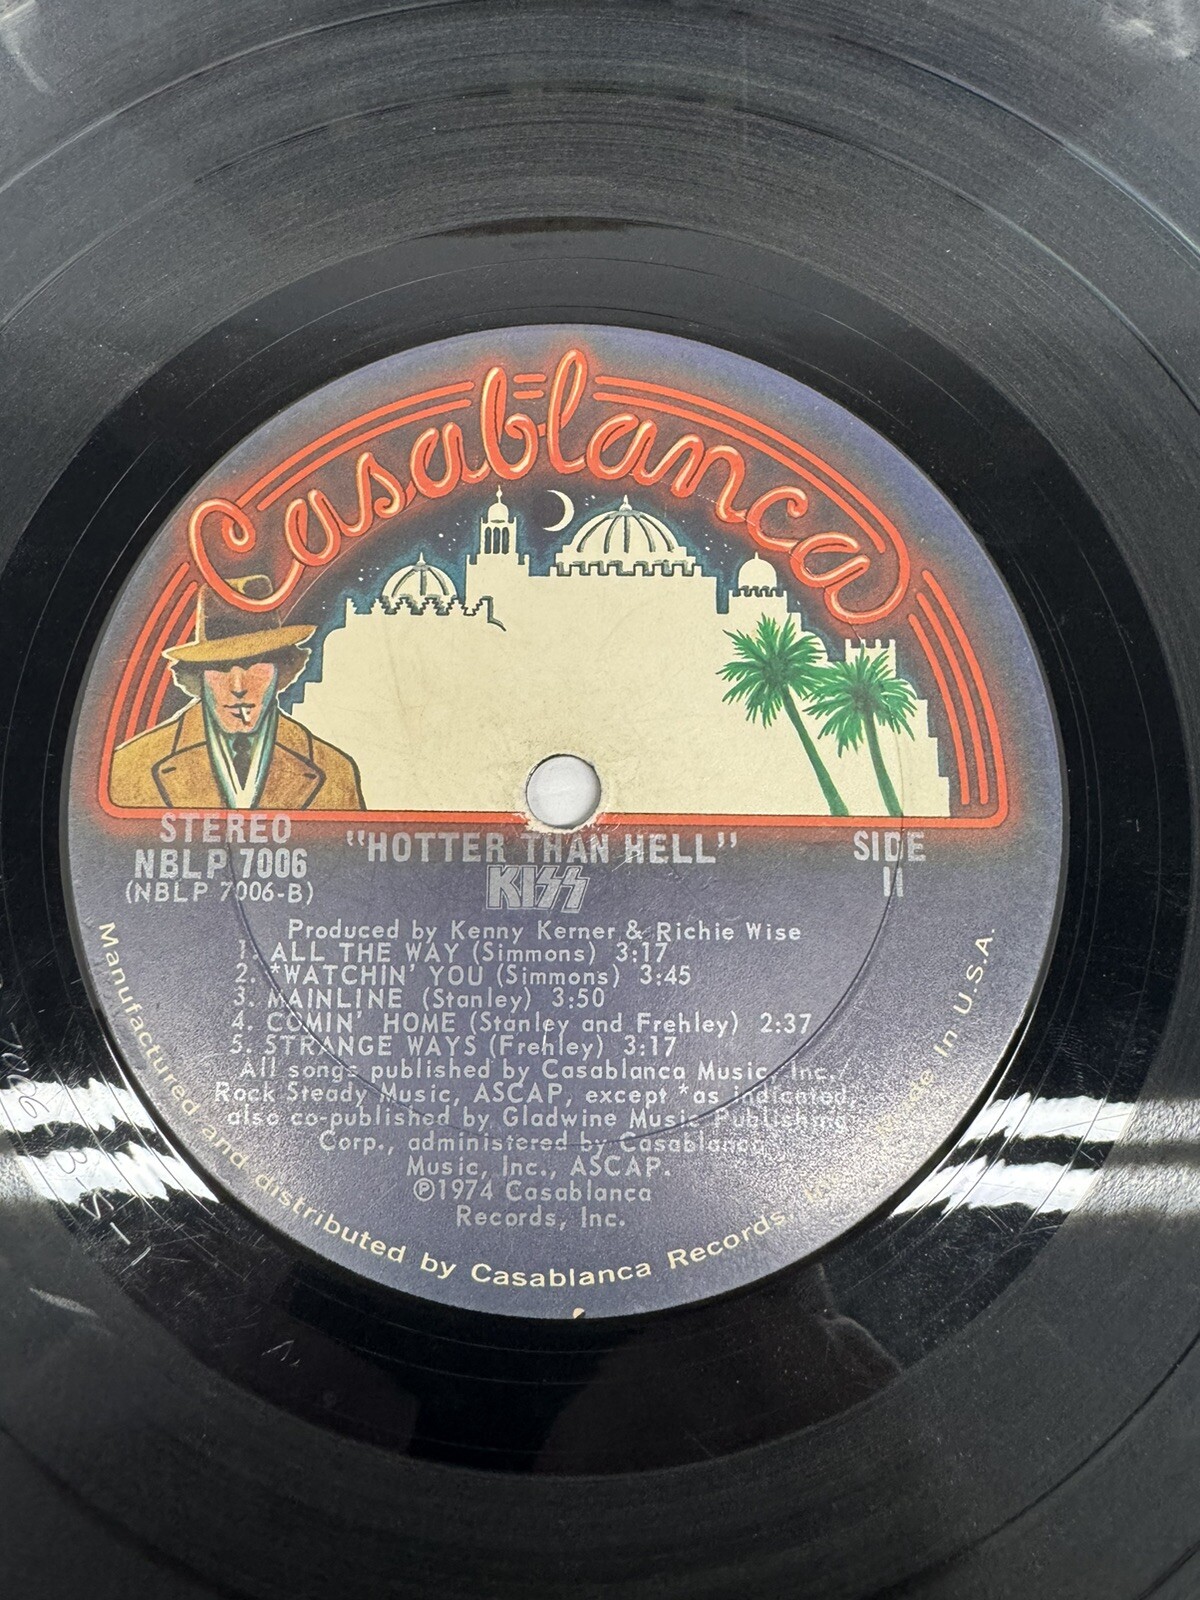 Casablanca
STEREO
NBLP 7006
(NBLP 7006-B)
"HOTTER THAN HELL"
KISS
SIDE
II
Produced by Kenny Kerner & Richie Wise
1. ALL THE WAY (Simmons) 3:17
2. *WATCHIN' YOU (Simmons) 3:45
3. MAINLINE (Stanley) 3:50
4. COMIN' HOME (Stanley and Frehley) 2:37
5. STRANGE WAYS (Frehley) 3:17
All songs published by Casablanca Music, Inc./
Rock Steady Music, ASCAP, except *as indicated,
also co-published by Gladwine Music Publishing
Corp., administered by Casablanca
Music, Inc., ASCAP.
℗1974 Casablanca
Records, Inc.
Manufactured and distributed by Casablanca Records, Inc. Made In U.S.A.